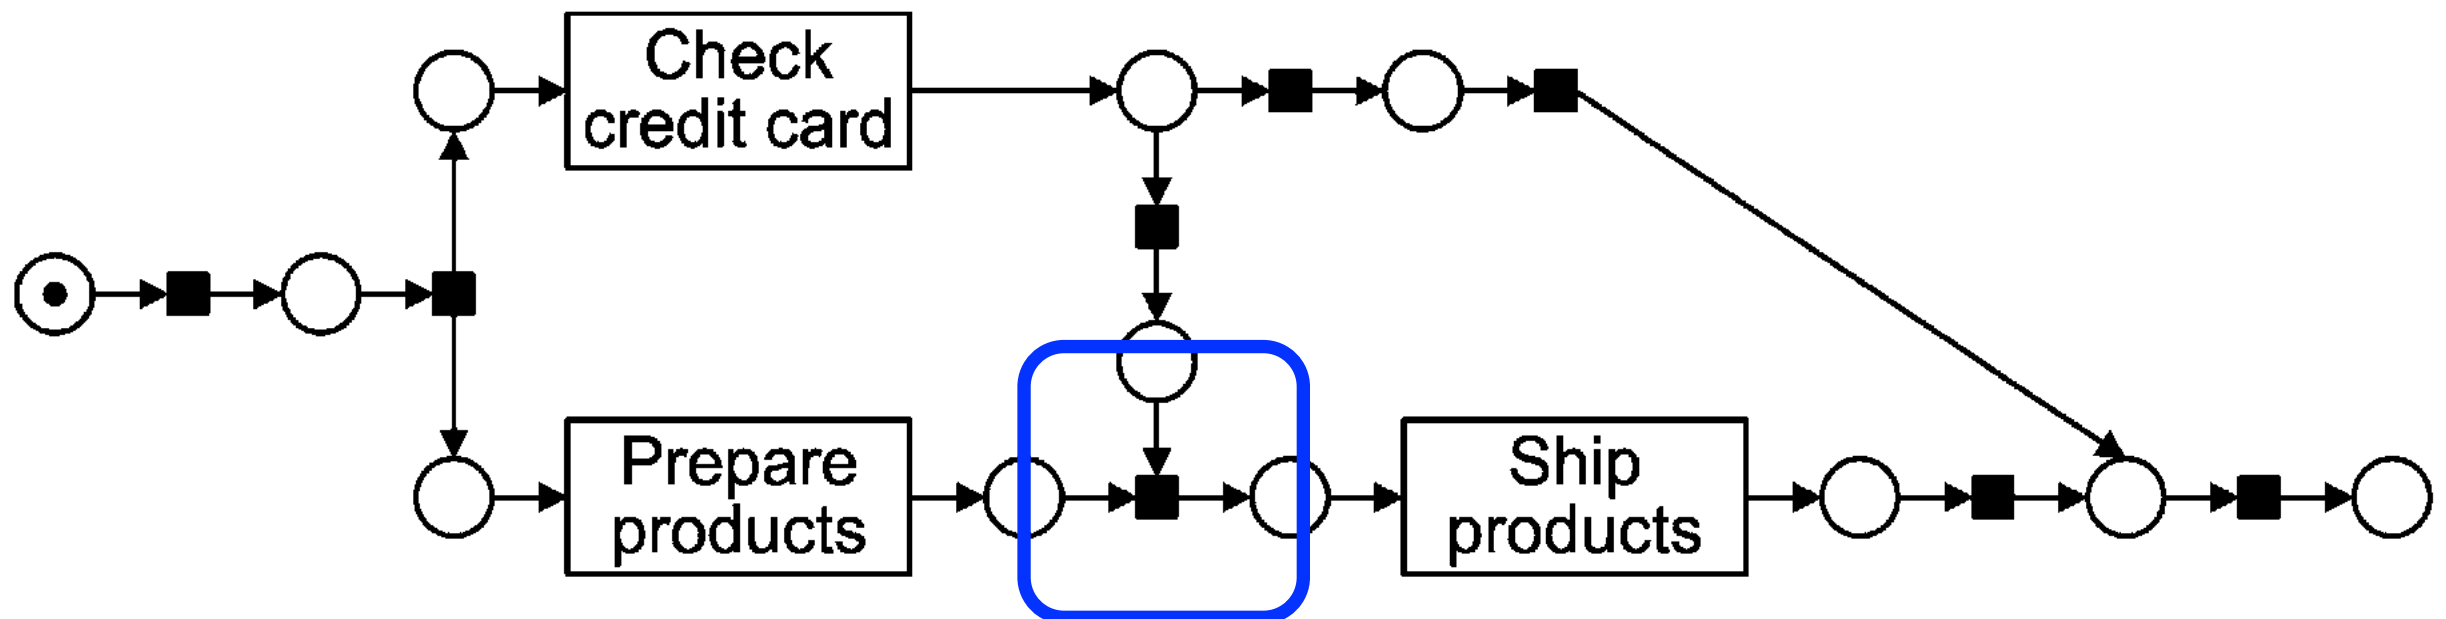 Check
credit card
Prepare
products
Ship
products